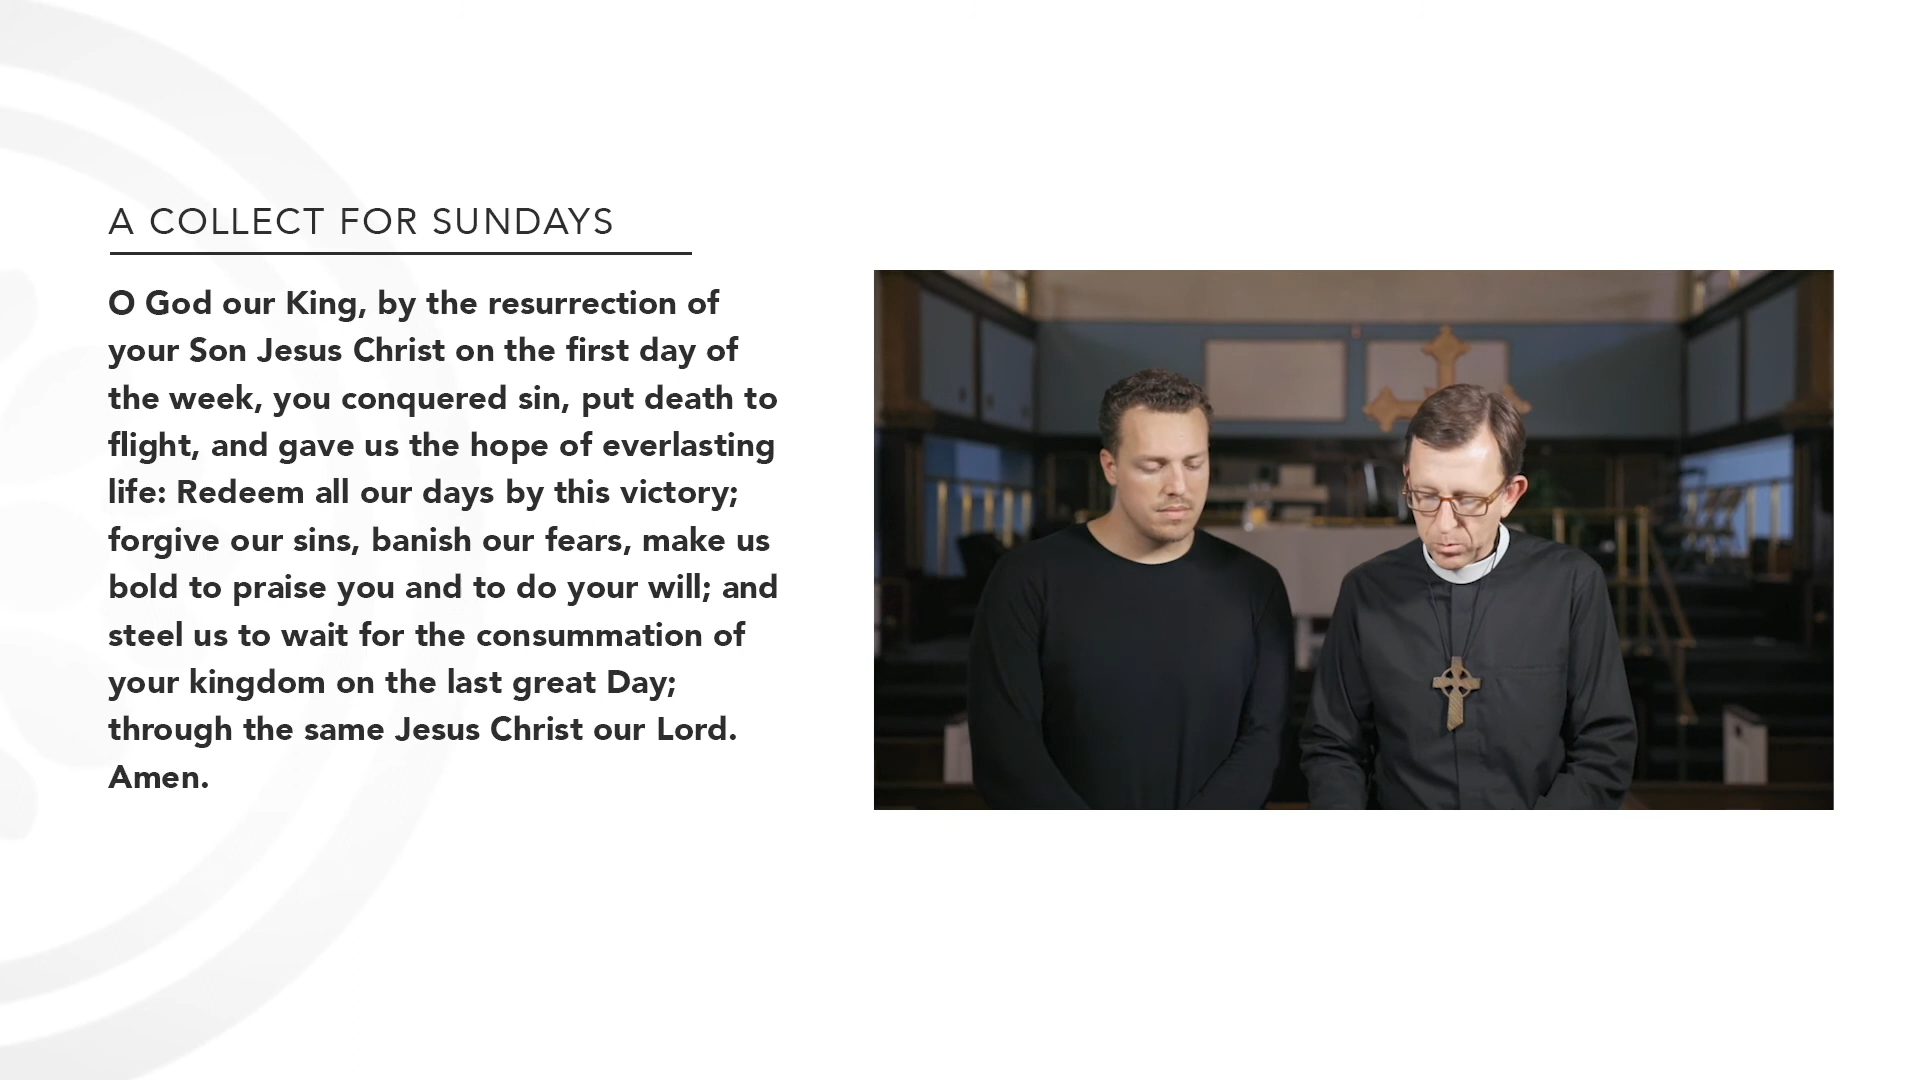 A COLLECT FOR SUNDAYS
O God our King, by the resurrection of
your Son Jesus Christ on the first day of
the week, you conquered sin, put death to
flight, and gave us the hope of everlasting
life: Redeem all our days by this victory;
forgive our sins, banish our fears, make us
bold to praise you and to do your will; and
steel us to wait for the consummation of
your kingdom on the last great Day;
through the same Jesus Christ our Lord.
Amen.